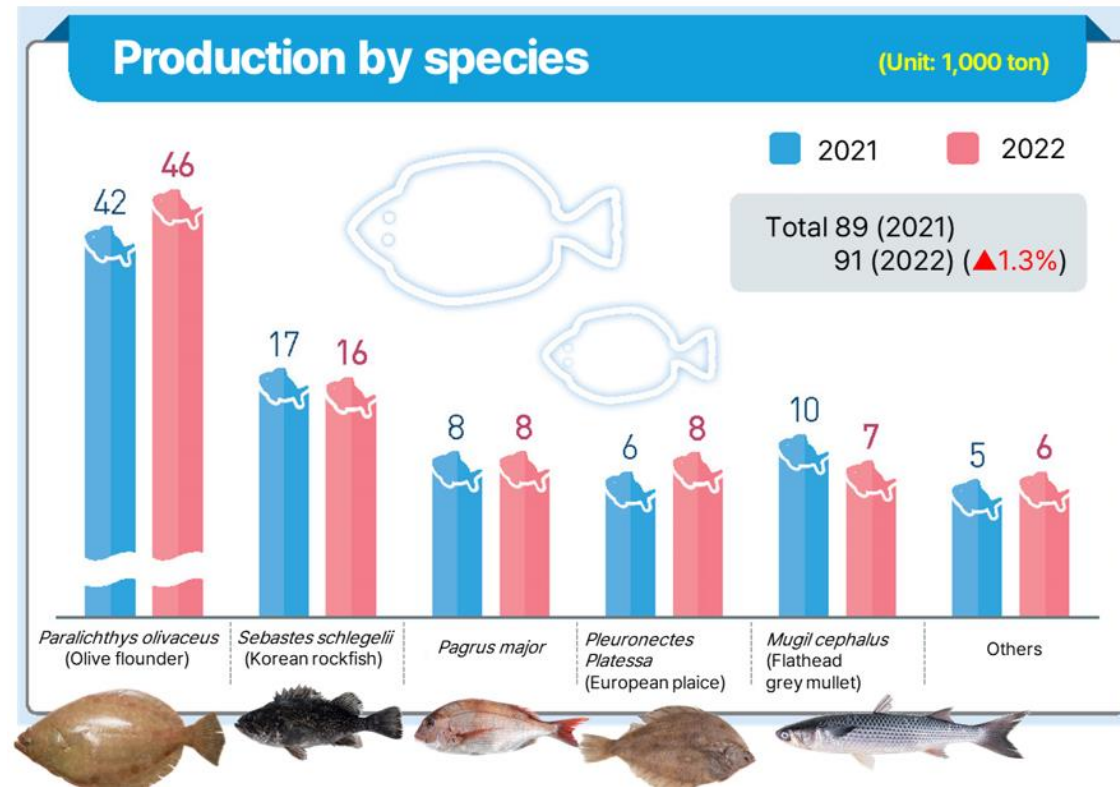 Production by species
(Unit: 1,000 ton)
2021
2022
Total 89 (2021)
91 (2022) (▲1.3%)
42
46
17
16
8
8
6
8
10
7
5
6
Paralichthys olivaceus
(Olive flounder)
Sebastes schlegelii
(Korean rockfish)
Pagrus major
Pleuronectes
Platessa
(European plaice)
Mugil cephalus
(Flathead
grey mullet)
Others